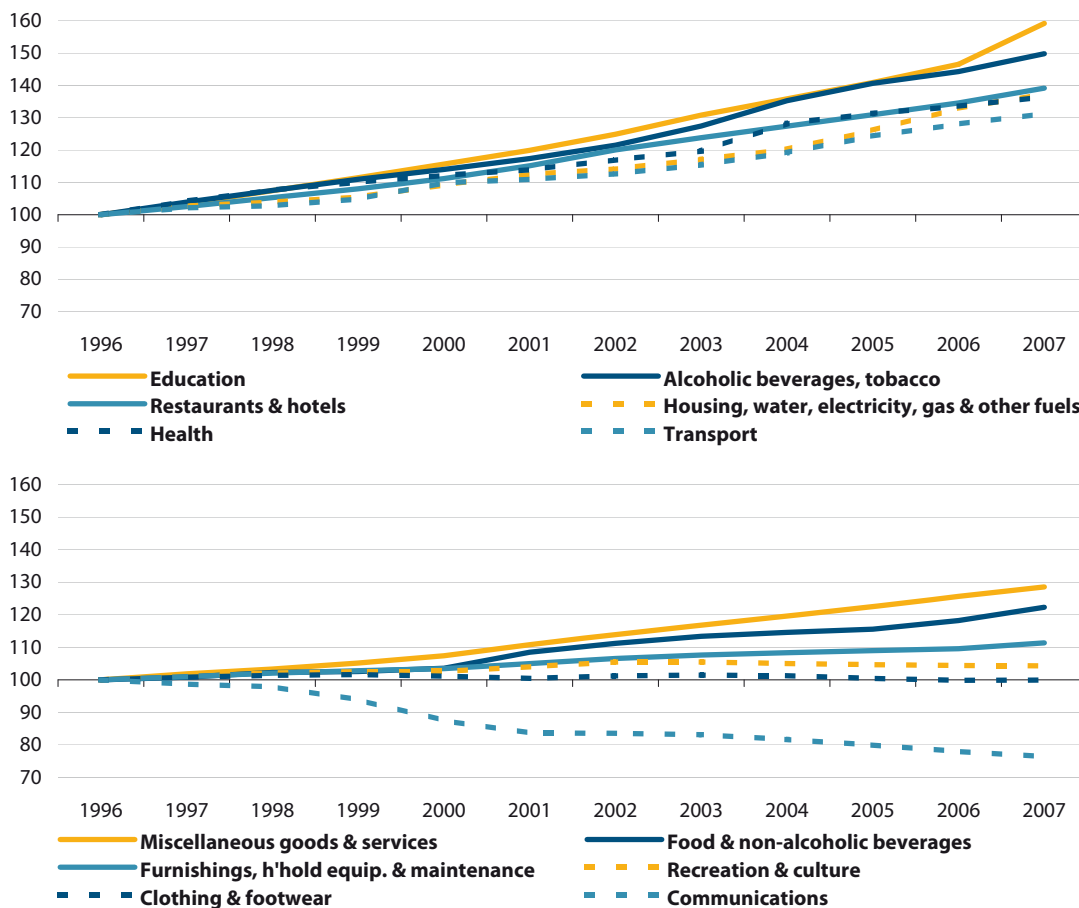 160
150
140
130
120
110
100
90
80
70
1996 1997 1998 1999 2000 2001 2002 2003 2004 2005 2006 2007
Education Alcoholic beverages, tobacco
Restaurants & hotels Housing, water, electricity, gas & other fuels
Health Transport
160
150
140
130
120
110
100
90
80
70
1996 1997 1998 1999 2000 2001 2002 2003 2004 2005 2006 2007
Miscellaneous goods & services Food & non-alcoholic beverages
Furnishings, h'hold equip. & maintenance Recreation & culture
Clothing & footwear Communications